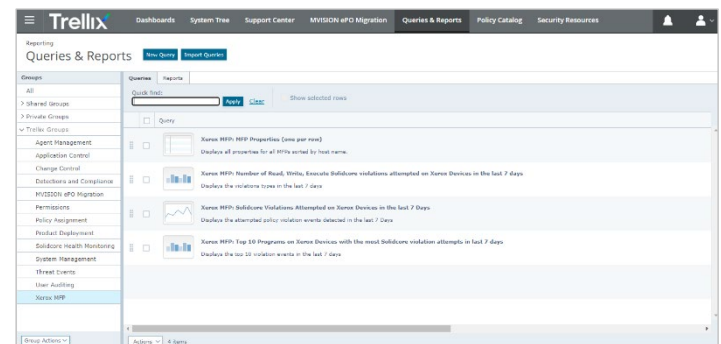 Trellix
Dashboards System Tree Support Center MVISION ePO Migration Queries & Reports Policy Catalog Security Resources
Reporting
Queries & Reports New Query Import Queries
Groups
All
Shared Groups
Private Groups
Trellix Groups
Agent Management
Application Control
Change Control
Detections and Compliance
MVISION ePO Migration
Permissions
Policy Assignment
Product Deployment
Solidcore Health Monitoring
System Management
Threat Events
User Auditing
Xerox MFP
Group Actions
Queries Reports
Quick find:
Apply Clear Show selected rows
Query
Xerox MFP: MFP Properties (one per row)
Displays all properties for all MFPs sorted by host name.
Xerox MFP: Number of Read, Write, Execute Solidcore violations attempted on Xerox Devices in the last 7 days
Displays the violations types in the last 7 days
Xerox MFP: Solidcore Violations Attempted on Xerox Devices in the last 7 Days
Displays the attempted policy violation events detected in the last 7 Days
Xerox MFP: Top 10 Programs on Xerox Devices with the most Solidcore violation attempts in last 7 days
Displays the top 10 violation events in the last 7 days
Actions 4 items